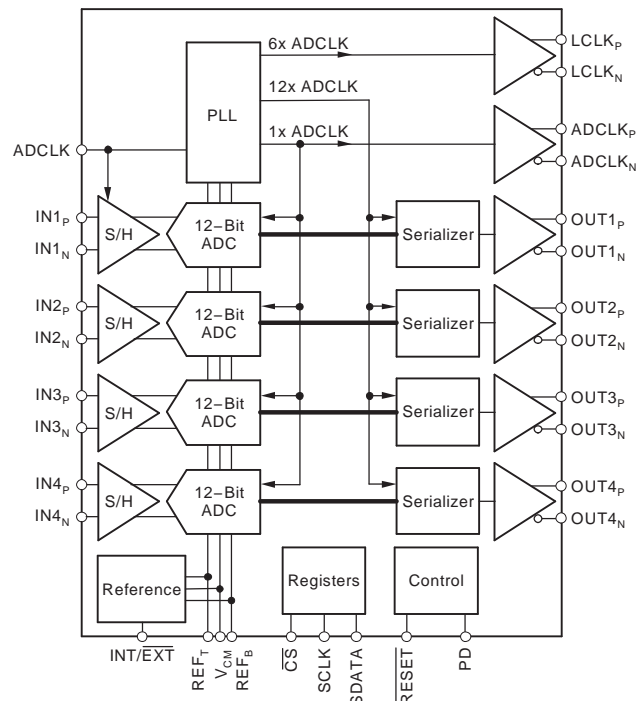 6x ADCLK
LCLKP
LCLKN
12x ADCLK
PLL
1x ADCLK
ADCLKP
ADCLKN
ADCLK
IN1P
S/H
IN1N
12–Bit
ADC
Serializer
OUT1P
OUT1N
IN2P
S/H
IN2N
12–Bit
ADC
Serializer
OUT2P
OUT2N
IN3P
S/H
IN3N
12–Bit
ADC
Serializer
OUT3P
OUT3N
IN4P
S/H
IN4N
12–Bit
ADC
Serializer
OUT4P
OUT4N
Reference
Registers
Control
INT/EXT
REFT
VCM
REFB
CS
SCLK
SDATA
RESET
PD